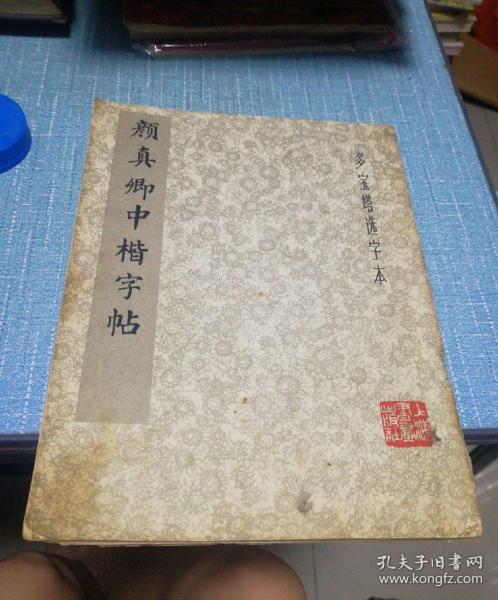 颜真卿中楷字帖
多宝塔选字本
上海
书画
出版社
孔夫子旧书网
www.kongfz.com